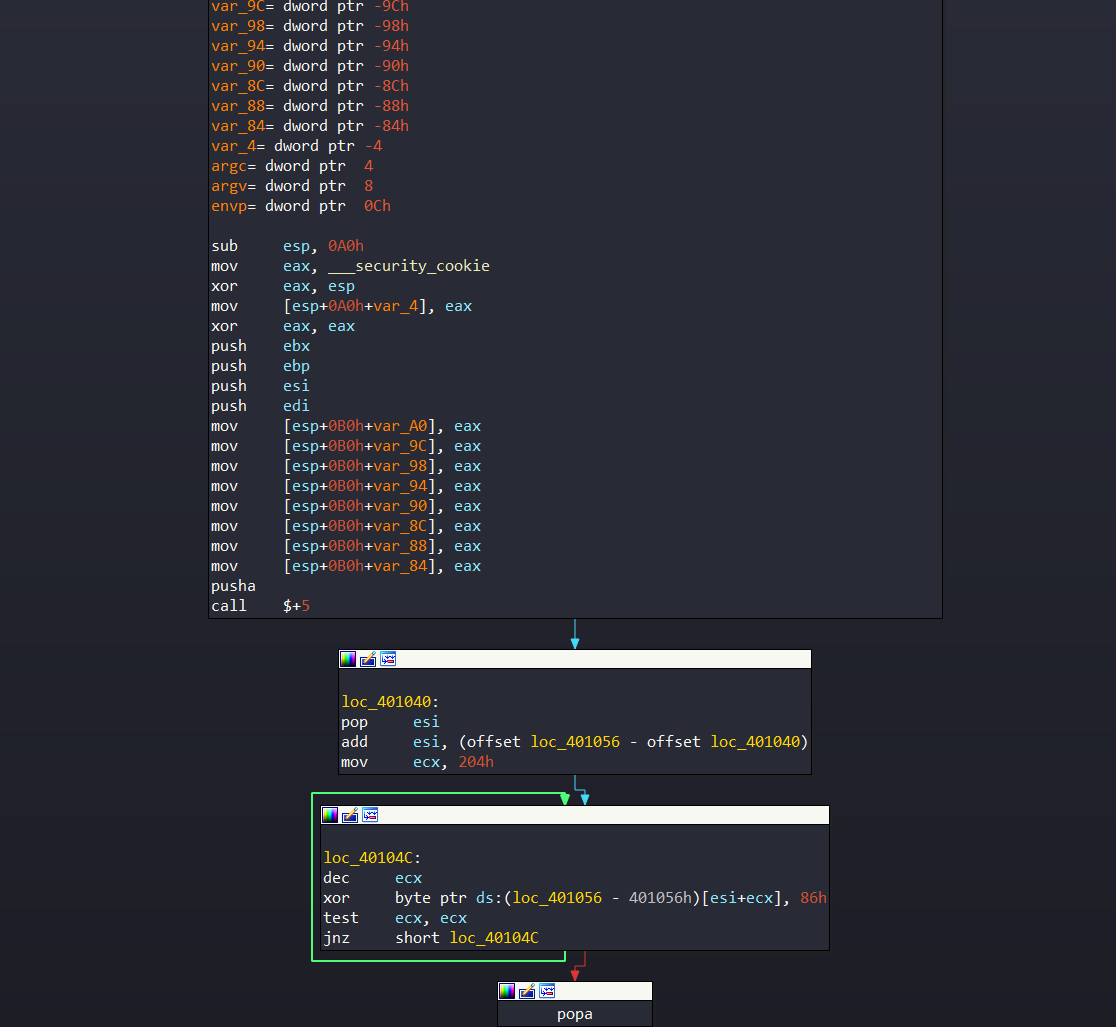 var_9C= dword ptr -9Ch
var_98= dword ptr -98h
var_94= dword ptr -94h
var_90= dword ptr -90h
var_8C= dword ptr -8Ch
var_88= dword ptr -88h
var_84= dword ptr -84h
var_4= dword ptr -4
argc= dword ptr  4
argv= dword ptr  8
envp= dword ptr  0Ch
sub     esp, 0A0h
mov     eax, ___security_cookie
xor     eax, esp
mov     [esp+0A0h+var_4], eax
xor     eax, eax
push    ebx
push    ebp
push    esi
push    edi
mov     [esp+0B0h+var_A0], eax
mov     [esp+0B0h+var_9C], eax
mov     [esp+0B0h+var_98], eax
mov     [esp+0B0h+var_94], eax
mov     [esp+0B0h+var_90], eax
mov     [esp+0B0h+var_8C], eax
mov     [esp+0B0h+var_88], eax
mov     [esp+0B0h+var_84], eax
pusha
call    $+5
loc_401040:
pop     esi
add     esi, (offset loc_401056 - offset loc_401040)
mov     ecx, 204h
loc_40104C:
dec     ecx
xor     byte ptr ds:(loc_401056 - 401056h)[esi+ecx], 86h
test    ecx, ecx
jnz     short loc_40104C
popa